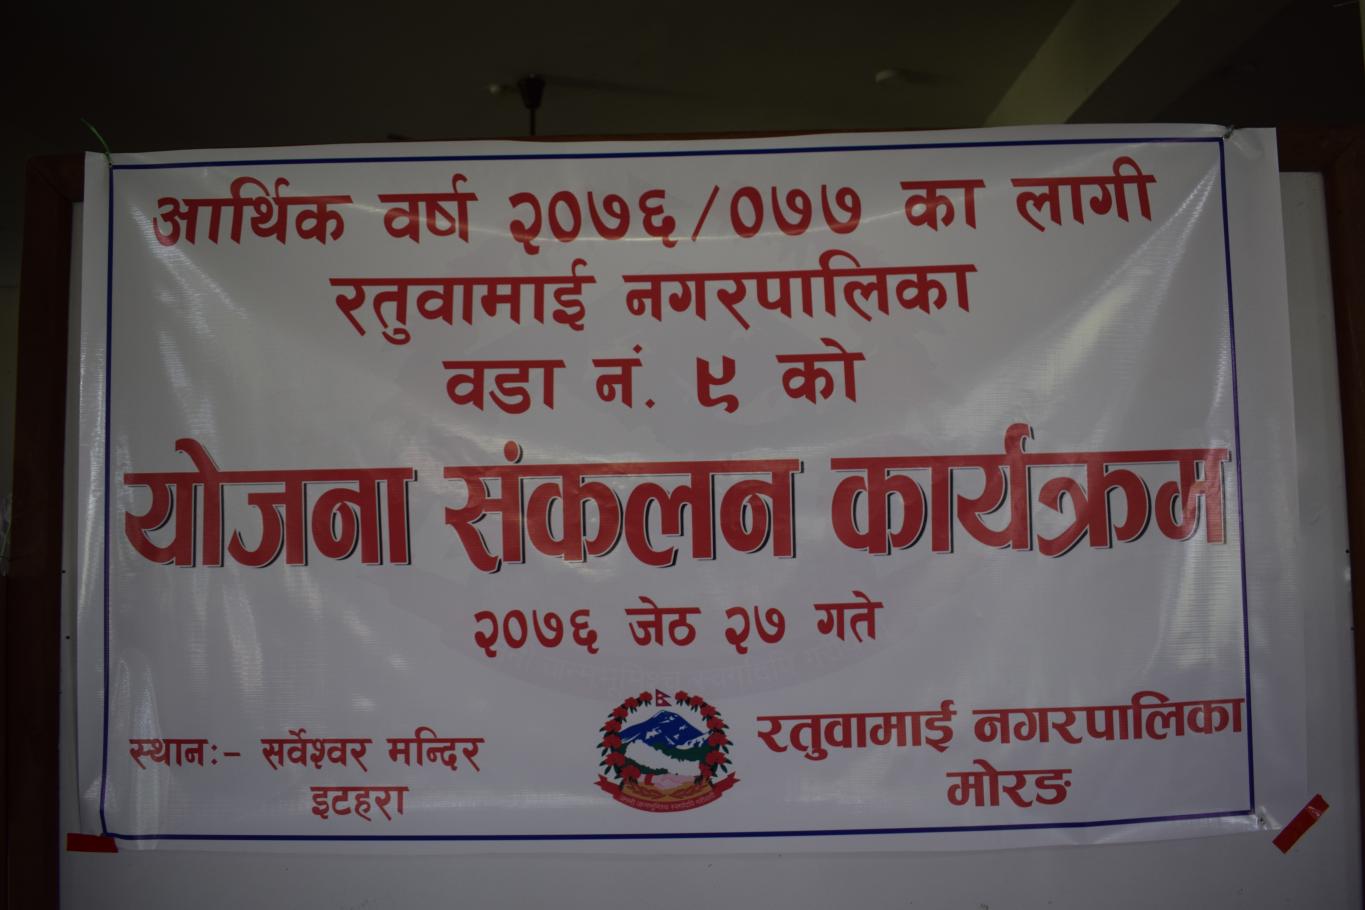 आर्थिक वर्ष २०७६/०७७ का लागी
रतुवामाई नगरपालिका
वडा नं. ९ को
योजना संकलन कार्यक्रम
२०७६ जेठ २७ गते
स्थानः- सर्वेश्वर मन्दिर
इटहरा
रतुवामाई नगरपालिका
मोरङ